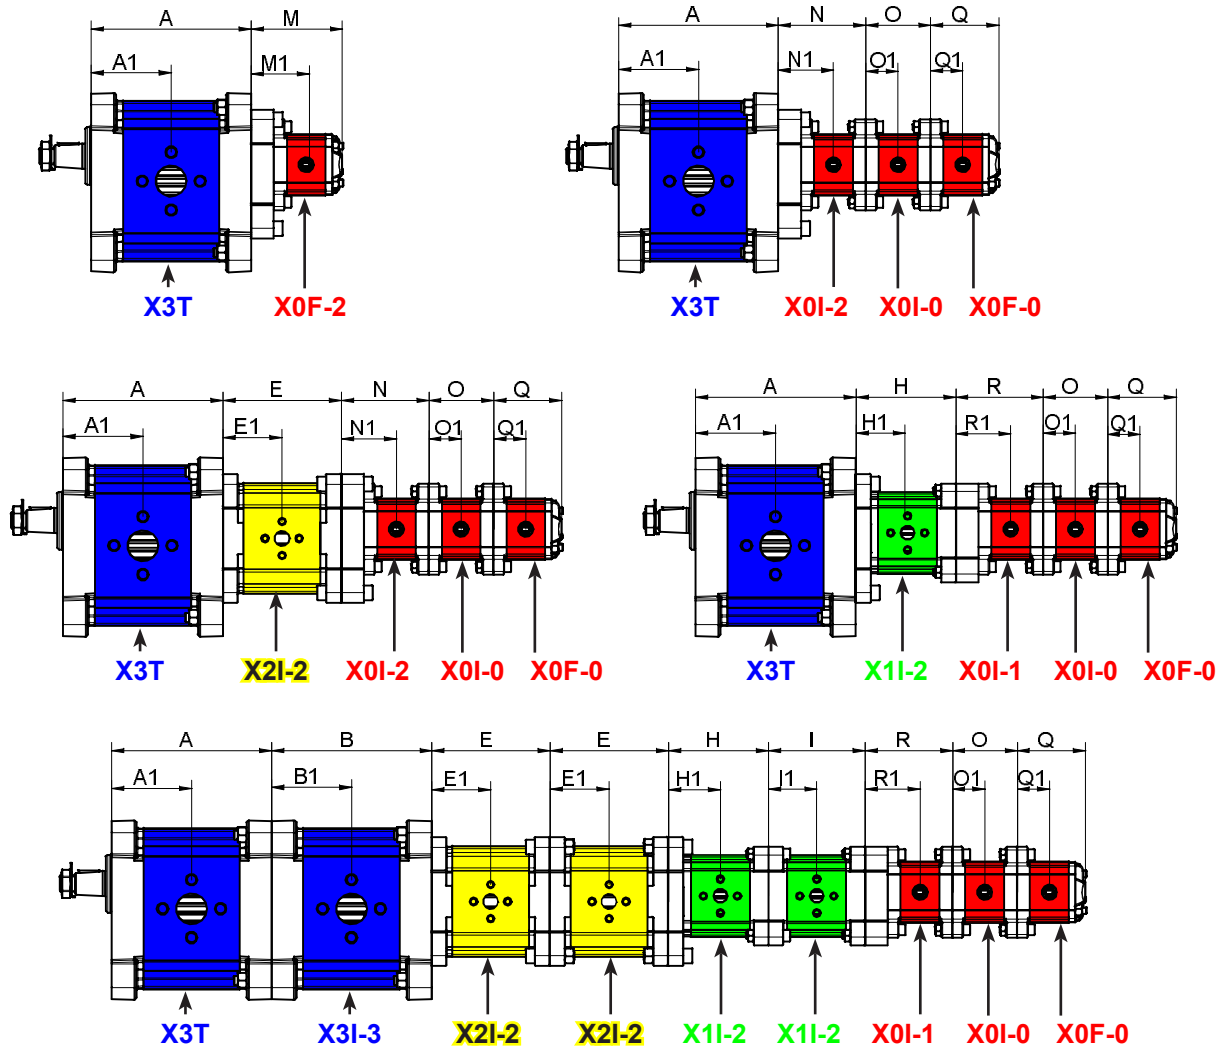 A M
A1 M1
X3T X0F-2
A N O Q
A1 N1 O1 Q1
X3T X0I-2 X0I-0 X0F-0
A E N O Q
A1 E1 N1 O1 Q1
X3T X2I-2 X0I-2 X0I-0 X0F-0
A H R O Q
A1 H1 R1 O1 Q1
X3T X1I-2 X0I-1 X0I-0 X0F-0
A B E E H I R O Q
A1 B1 E1 E1 H1 I1 R1 O1 Q1
X3T X3I-3 X2I-2 X2I-2 X1I-2 X1I-2 X0I-1 X0I-0 X0F-0